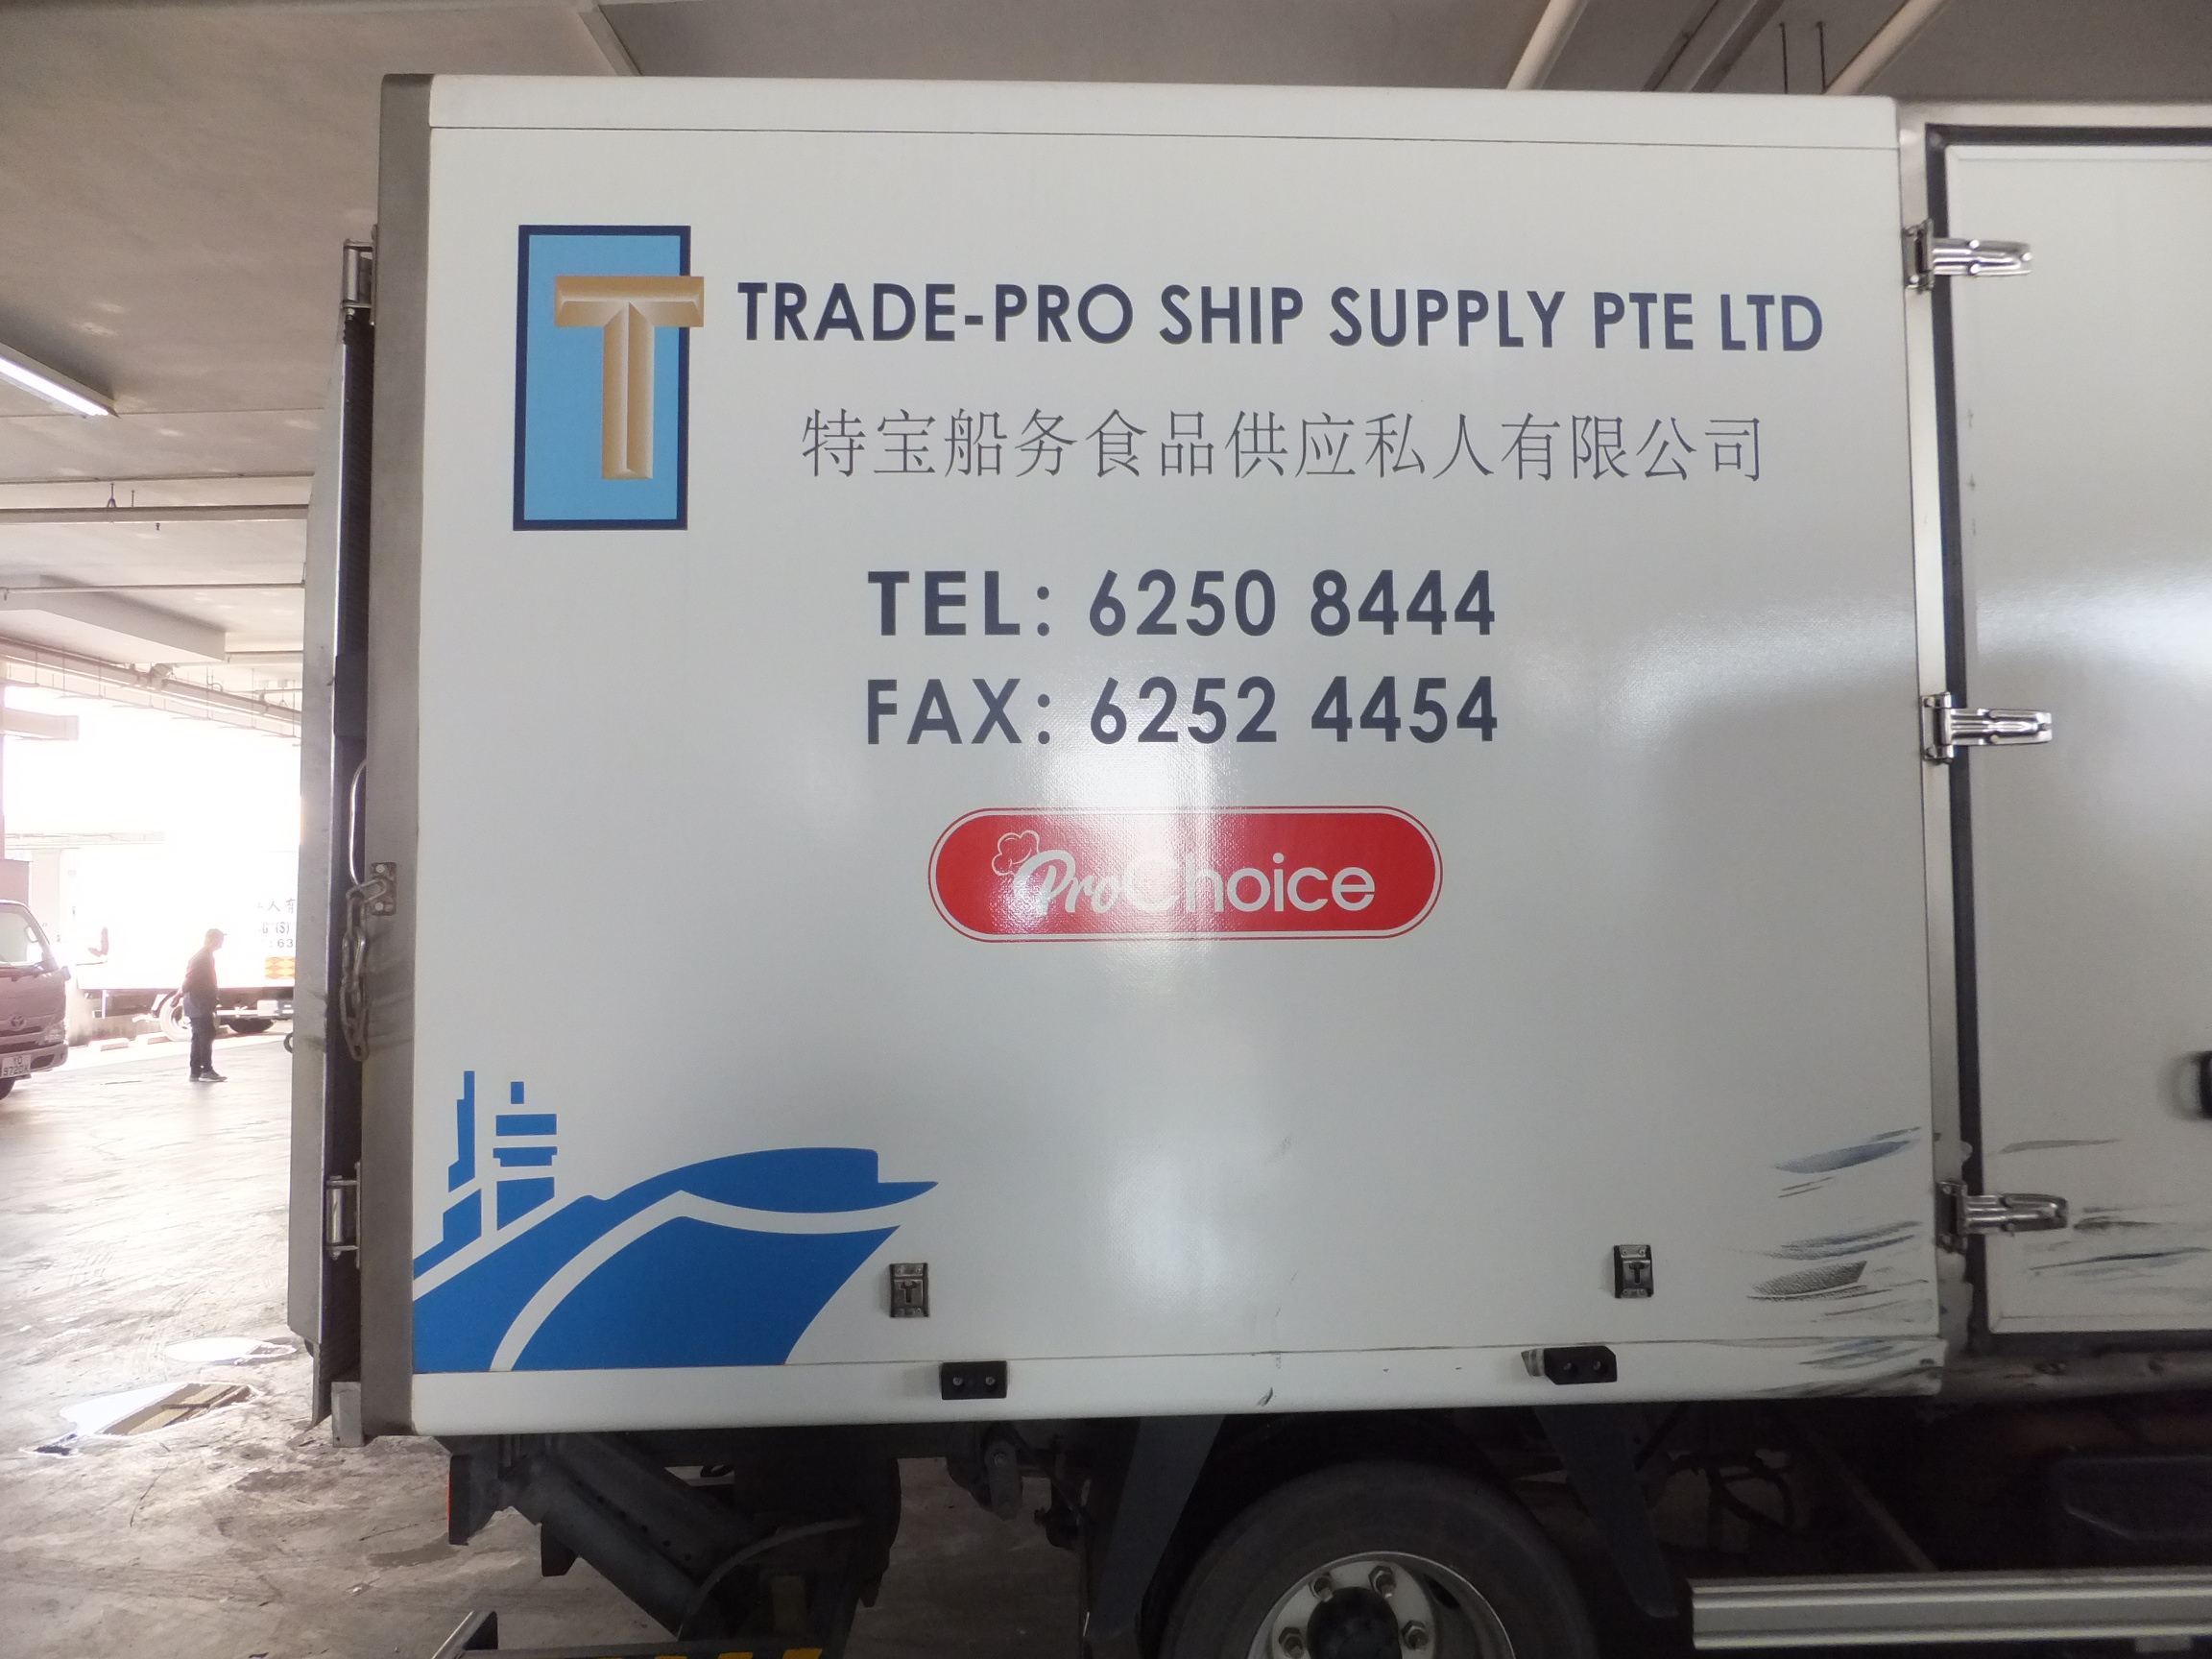 TRADE-PRO SHIP SUPPLY PTE LTD
特宝船务食品供应私人有限公司
TEL: 6250 8444
FAX: 6252 4454
ProChoice
T